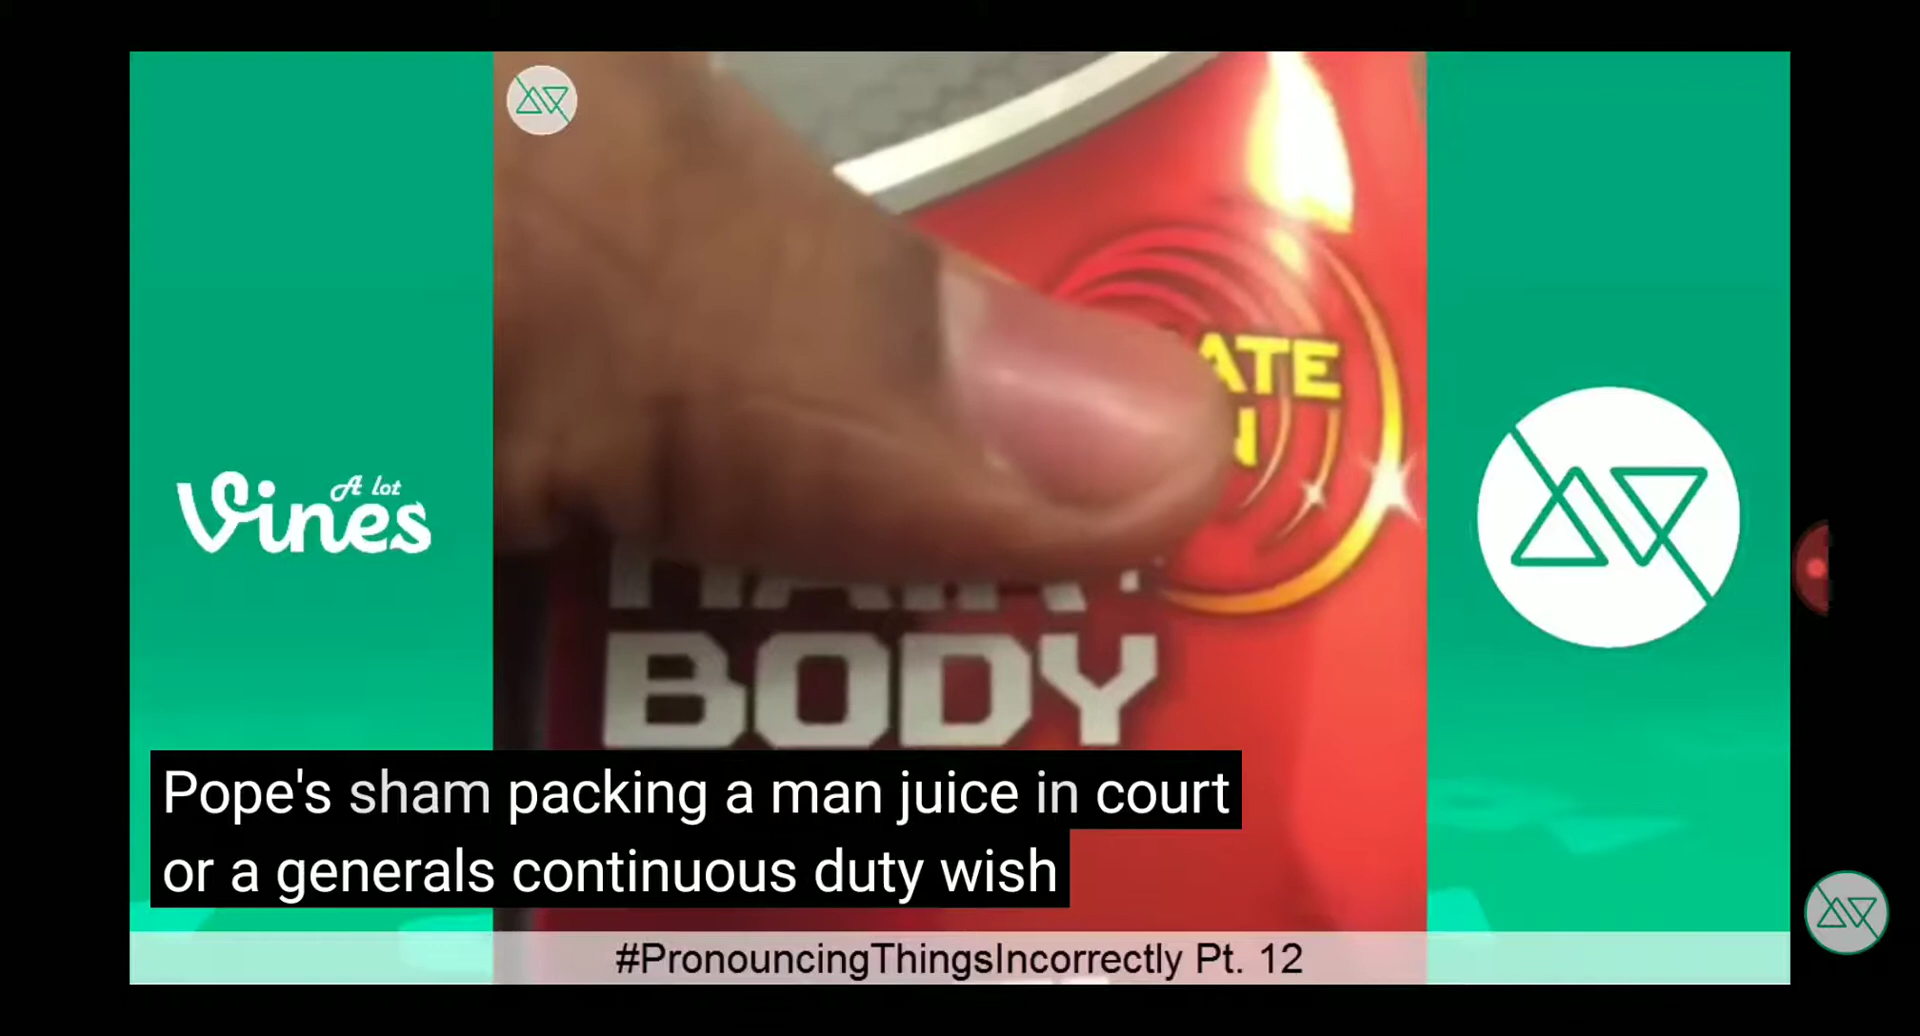 ATE
N
HAIR+
BODY
A lot
Vines
Pope's sham packing a man juice in court
or a generals continuous duty wish
#PronouncingThingsIncorrectly Pt. 12